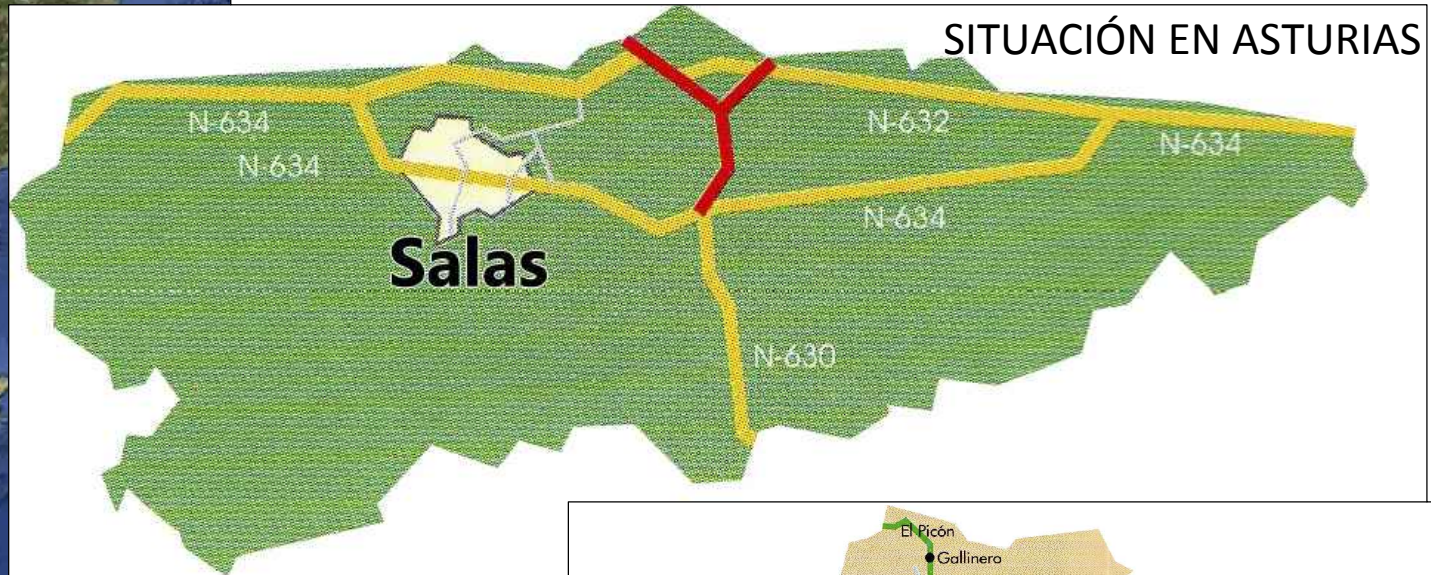 SITUACIÓN EN ASTURIAS
N-634
N-632
N-634
N-634
N-634
Salas
N-630
El Picón
Gallinero